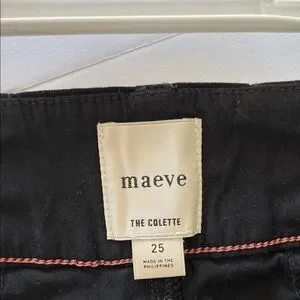 maeve
THE COLETTE
25
MADE IN THE
PHILIPPINES